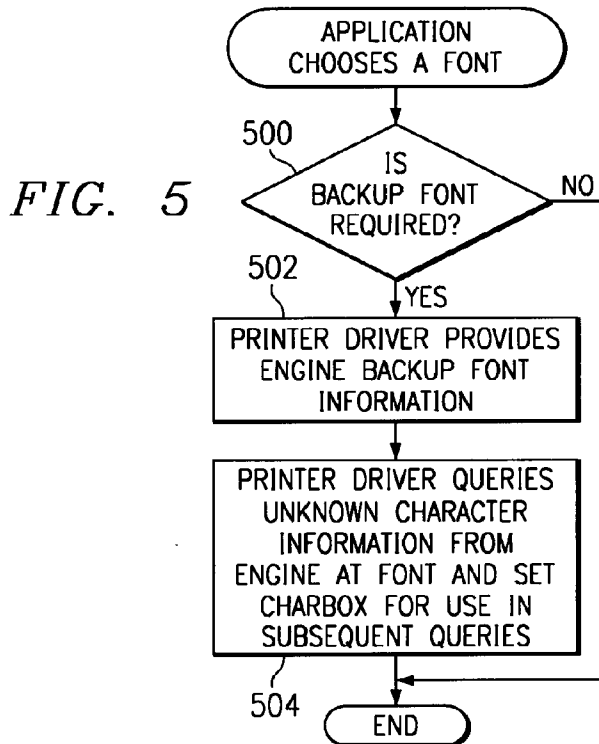 APPLICATION
CHOOSES A FONT
500
IS
BACKUP FONT
REQUIRED?
NO
FIG. 5
502
YES
PRINTER DRIVER PROVIDES
ENGINE BACKUP FONT
INFORMATION
PRINTER DRIVER QUERIES
UNKNOWN CHARACTER
INFORMATION FROM
ENGINE AT FONT AND SET
CHARBOX FOR USE IN
SUBSEQUENT QUERIES
504
END